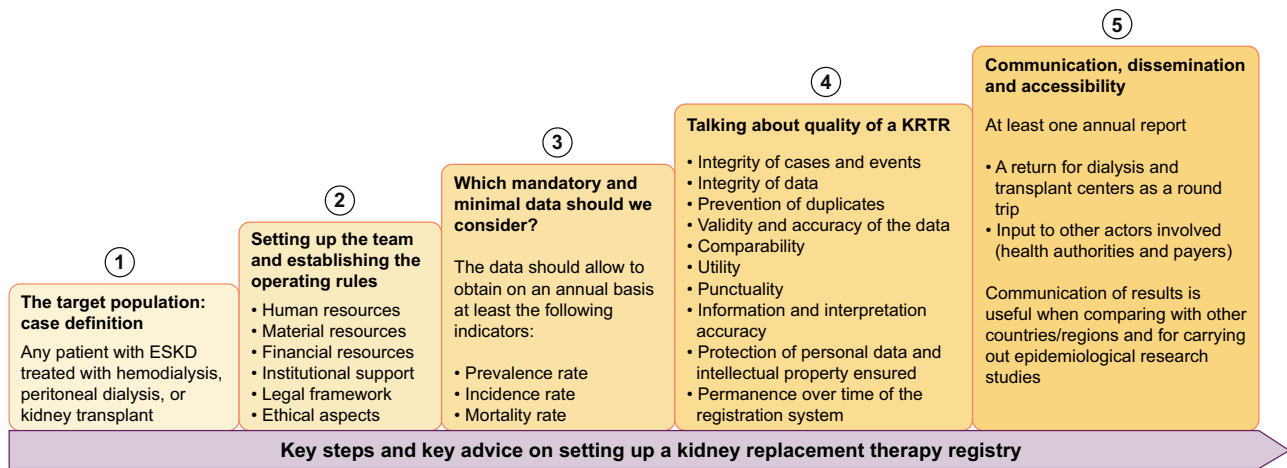 1
The target population:
case definition
Any patient with ESKD
treated with hemodialysis,
peritoneal dialysis, or
kidney transplant
2
Setting up the team
and establishing the
operating rules
• Human resources
• Material resources
• Financial resources
• Institutional support
• Legal framework
• Ethical aspects
3
Which mandatory and
minimal data should we
consider?
The data should allow to
obtain on an annual basis
at least the following
indicators:
• Prevalence rate
• Incidence rate
• Mortality rate
4
Talking about quality of a KRTR
• Integrity of cases and events
• Integrity of data
• Prevention of duplicates
• Validity and accuracy of the data
• Comparability
• Utility
• Punctuality
• Information and interpretation
accuracy
• Protection of personal data and
intellectual property ensured
• Permanence over time of the
registration system
5
Communication, dissemination
and accessibility
At least one annual report
• A return for dialysis and
transplant centers as a round
trip
• Input to other actors involved
(health authorities and payers)
Communication of results is
useful when comparing with other
countries/regions and for carrying
out epidemiological research
studies
Key steps and key advice on setting up a kidney replacement therapy registry